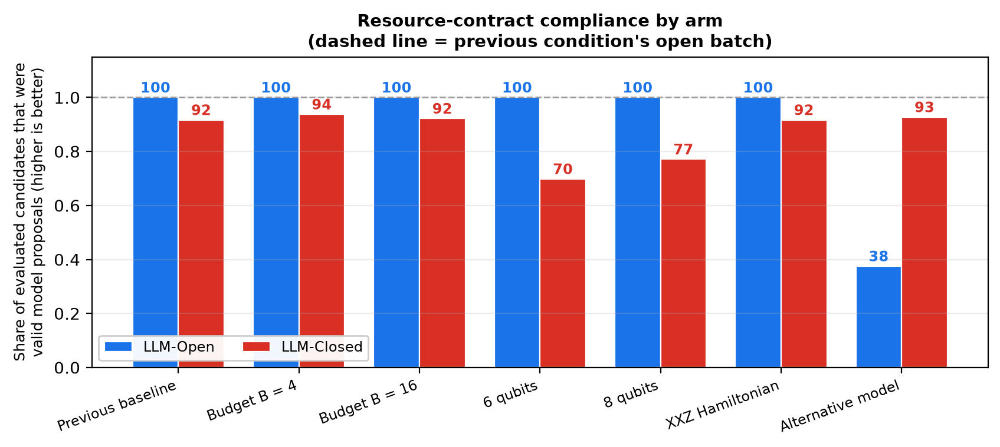 Resource-contract compliance by arm
(dashed line = previous condition's open batch)
Share of evaluated candidates that were
valid model proposals (higher is better)
1.0
0.8
0.6
0.4
0.2
0.0
100
92
100
94
100
92
100
70
100
77
100
92
38
93
LLM-Open
LLM-Closed
Previous baseline
Budget B = 4
Budget B = 16
6 qubits
8 qubits
XXZ Hamiltonian
Alternative model